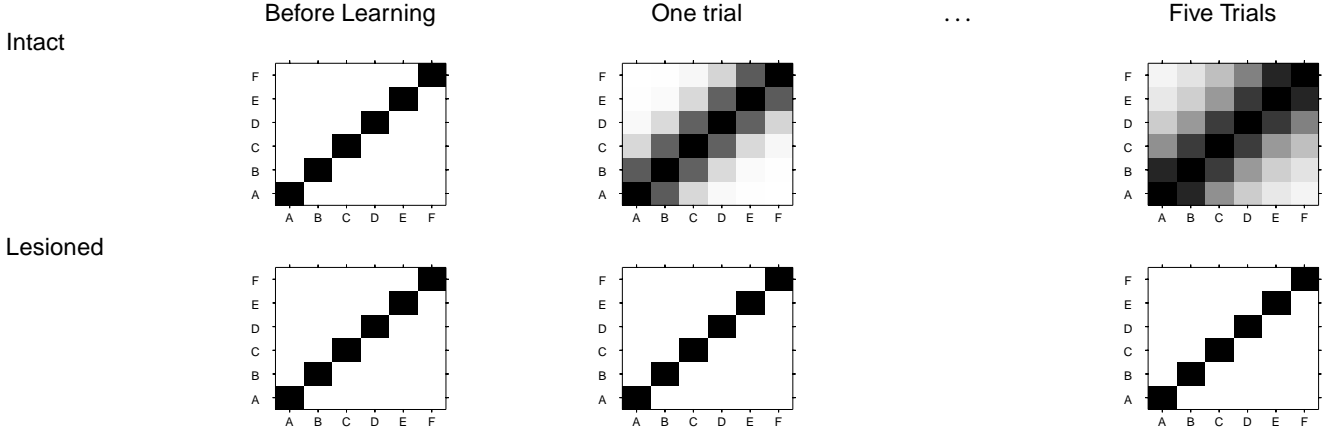 Before Learning One trial ... Five Trials
Intact
F F F
E E E
D D D
C C C
B B B
A A A
A B C D E F A B C D E F A B C D E F
Lesioned
F F F
E E E
D D D
C C C
B B B
A A A
A B C D E F A B C D E F A B C D E F